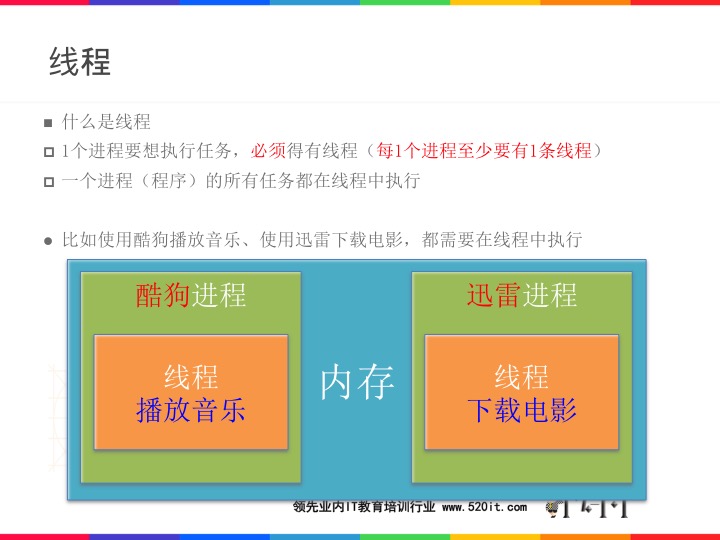 线程
什么是线程
1个进程要想执行任务，必须得有线程（每1个进程至少要有1条线程）
一个进程（程序）的所有任务都在线程中执行
比如使用酷狗播放音乐、使用迅雷下载电影，都需要在线程中执行
酷狗进程
线程
播放音乐
内存
迅雷进程
线程
下载电影
领先业内IT教育培训行业 www.520it.com